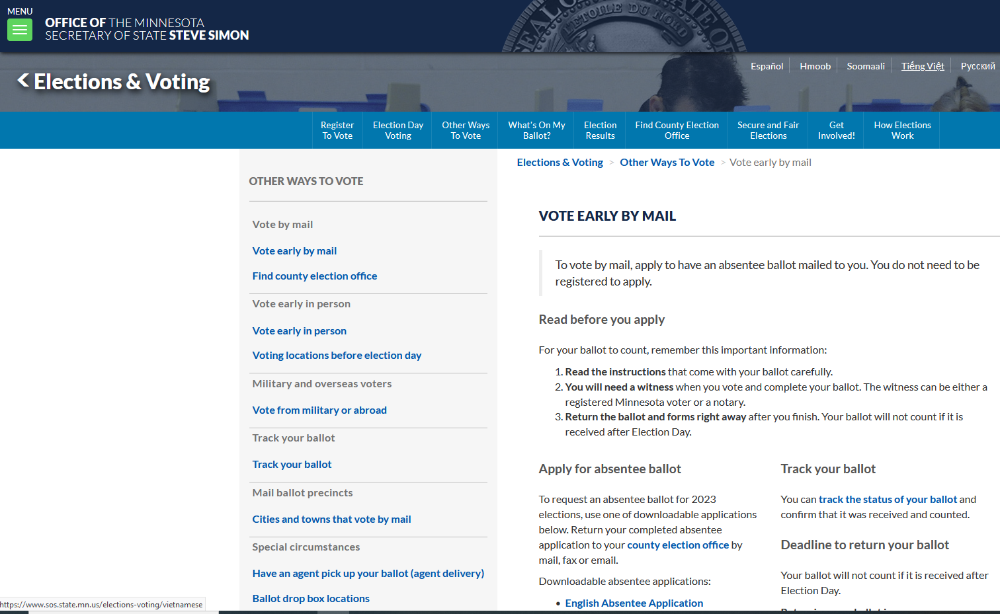 MENU
OFFICE OF THE MINNESOTA
SECRETARY OF STATE STEVE SIMON
ETOILE DU NORD
Español
Hmoob
Soomaali
Tiếng Việt
Русский
Elections & Voting
Register
To Vote
Election Day
Voting
Other Ways
To Vote
What's On My
Ballot?
Election
Results
Find County Election
Office
Secure and Fair
Elections
Get
Involved!
How Elections
Work
OTHER WAYS TO VOTE
Vote by mail
Vote early by mail
Find county election office
Vote early in person
Vote early in person
Voting locations before election day
Military and overseas voters
Vote from military or abroad
Track your ballot
Track your ballot
Mail ballot precincts
Cities and towns that vote by mail
Special circumstances
Have an agent pick up your ballot (agent delivery)
Ballot drop box locations
Elections & Voting > Other Ways To Vote > Vote early by mail
VOTE EARLY BY MAIL
To vote by mail, apply to have an absentee ballot mailed to you. You do not need to be
registered to apply.
Read before you apply
For your ballot to count, remember this important information:
1. Read the instructions that come with your ballot carefully.
2. You will need a witness when you vote and complete your ballot. The witness can be either a
registered Minnesota voter or a notary.
3. Return the ballot and forms right away after you finish. Your ballot will not count if it is
received after Election Day.
Apply for absentee ballot
To request an absentee ballot for 2023
elections, use one of downloadable applications
below. Return your completed absentee
application to your county election office by
mail, fax or email.
Downloadable absentee applications:
• English Absentee Application
Track your ballot
You can track the status of your ballot and
confirm that it was received and counted.
Deadline to return your ballot
Your ballot will not count if it is received after
Election Day.
https://www.sos.state.mn.us/elections-voting/vietnamese